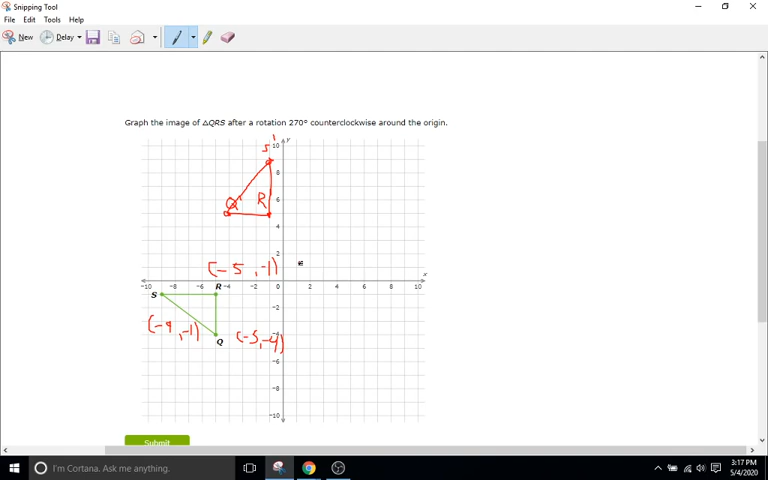 Snipping Tool
File Edit Tools Help
New Delay
Graph the image of △QRS after a rotation 270° counterclockwise around the origin.
S'
10 y
8
Q' R
6
4
2
(-5, -1)
x
-10 -8 -6 -4 -2 0 2 4 6 8 10
S R
-2
(-9, -1)
-4
Q (-5, -4)
-6
-8
-10
Submit
I'm Cortana. Ask me anything.
3:17 PM
5/4/2020